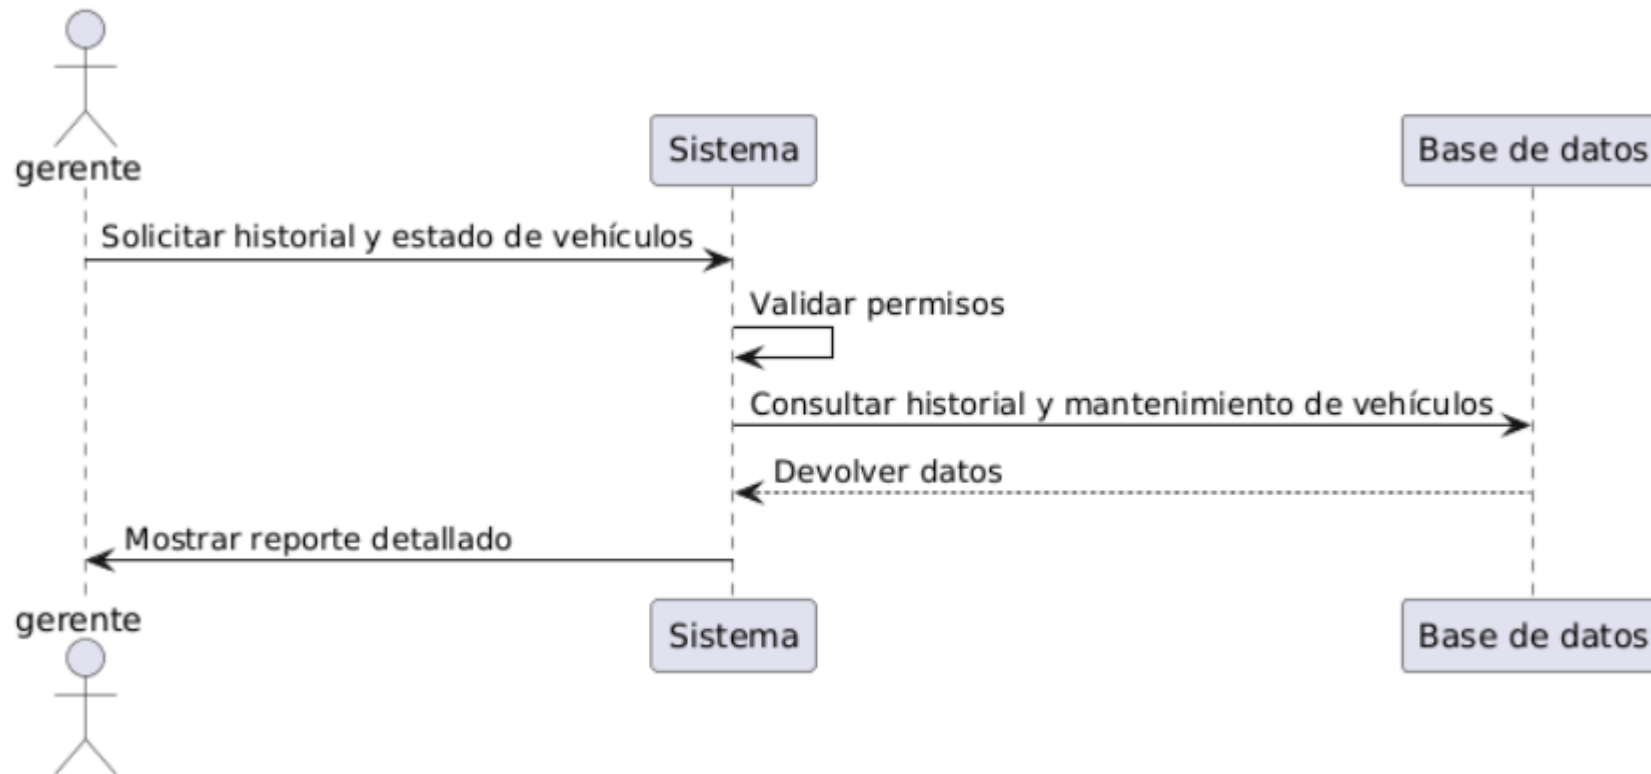 gerente
Sistema
Base de datos
Solicitar historial y estado de vehículos
Validar permisos
Consultar historial y mantenimiento de vehículos
Devolver datos
Mostrar reporte detallado
gerente
Sistema
Base de datos